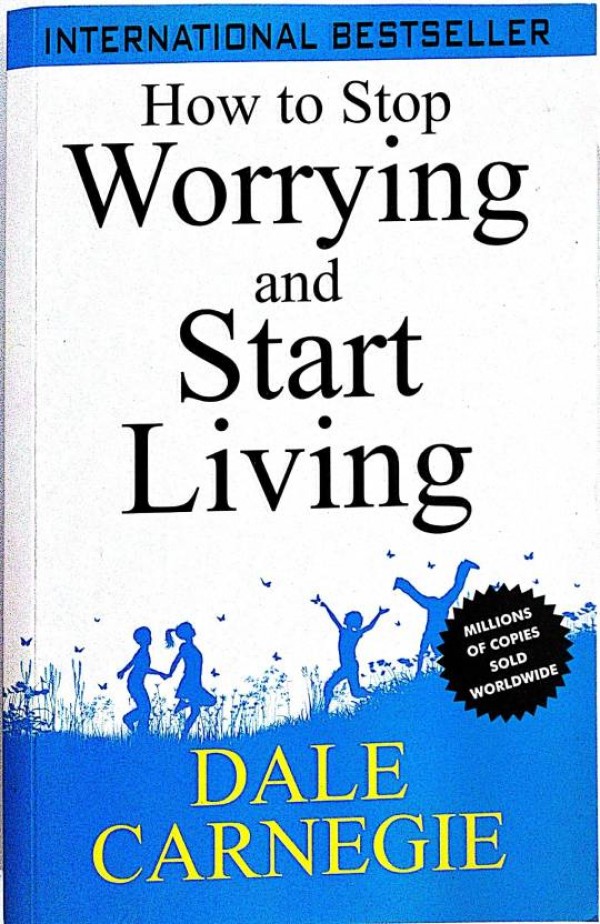 INTERNATIONAL BESTSELLER
How to Stop
Worrying
and
Start
Living
MILLIONS
OF COPIES
SOLD
WORLDWIDE
DALE
CARNEGIE